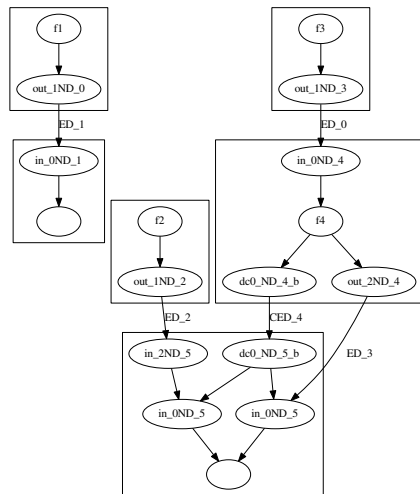 f1
f3
out_1ND_0
out_1ND_3
ED_1
ED_0
in_0ND_1
in_0ND_4
f2
f4
out_1ND_2
dc0_ND_4_b
out_2ND_4
ED_2
CED_4
ED_3
in_2ND_5
dc0_ND_5_b
in_0ND_5
in_0ND_5